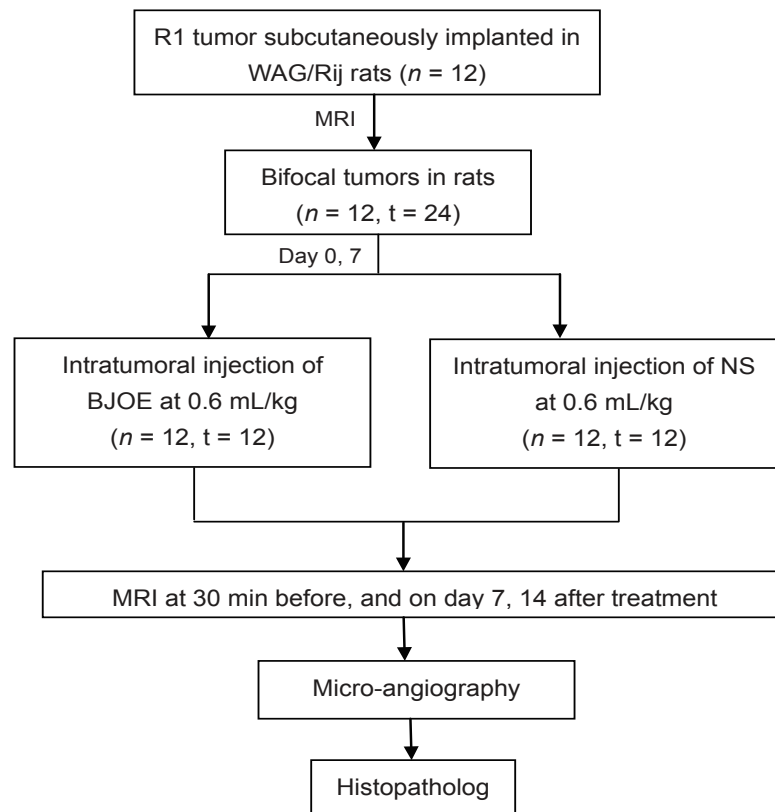 R1 tumor subcutaneously implanted in
WAG/Rij rats (n = 12)
MRI
Bifocal tumors in rats
(n = 12, t = 24)
Day 0, 7
Intratumoral injection of
BJOE at 0.6 mL/kg
(n = 12, t = 12)
Intratumoral injection of NS
at 0.6 mL/kg
(n = 12, t = 12)
MRI at 30 min before, and on day 7, 14 after treatment
Micro-angiography
Histopatholog